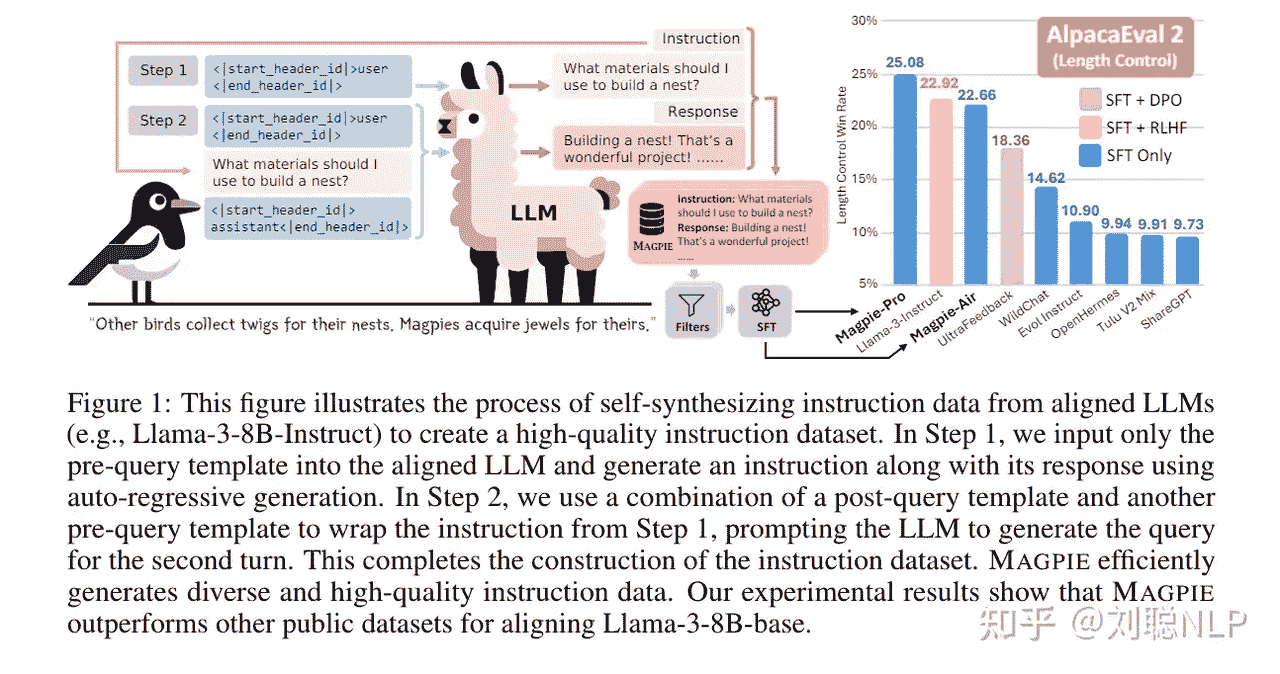 Step 1
<|start_header_id|>user
<|end_header_id|>
Step 2
<|start_header_id|>user
<|end_header_id|>
What materials should I
use to build a nest?
<|start_header_id|>
assistant<|end_header_id|>
LLM
Instruction
What materials should I
use to build a nest?
Response
Building a nest! That's a
wonderful project! ......
Instruction: What materials
should I use to build a nest?
Response: Building a nest!
That's a wonderful project!
......
MAGPIE
Filters
SFT
"Other birds collect twigs for their nests. Magpies acquire jewels for theirs."
AlpacaEval 2
(Length Control)
SFT + DPO
SFT + RLHF
SFT Only
Length Control Win Rate
30%
25%
20%
15%
10%
5%
25.08
22.92
22.66
18.36
14.62
10.90
9.94
9.91
9.73
Magpie-Pro
Llama-3-Instruct
Magpie-Air
UltraFeedback
WildChat
Evol Instruct
OpenHermes
Tulu V2 Mix
ShareGPT
Figure 1: This figure illustrates the process of self-synthesizing instruction data from aligned LLMs
(e.g., Llama-3-8B-Instruct) to create a high-quality instruction dataset. In Step 1, we input only the
pre-query template into the aligned LLM and generate an instruction along with its response using
auto-regressive generation. In Step 2, we use a combination of a post-query template and another
pre-query template to wrap the instruction from Step 1, prompting the LLM to generate the query
for the second turn. This completes the construction of the instruction dataset. MAGPIE efficiently
generates diverse and high-quality instruction data. Our experimental results show that MAGPIE
outperforms other public datasets for aligning Llama-3-8B-base.
知乎 @刘聪NLP